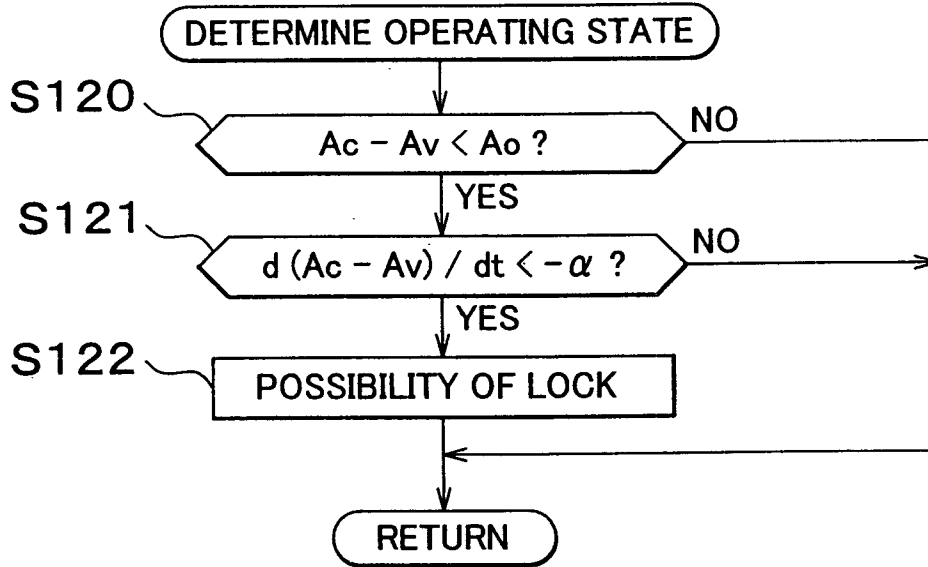 DETERMINE OPERATING STATE
S120
Ac - Av < Ao ?
NO
YES
S121
d (Ac - Av) / dt < -α ?
NO
YES
S122
POSSIBILITY OF LOCK
RETURN